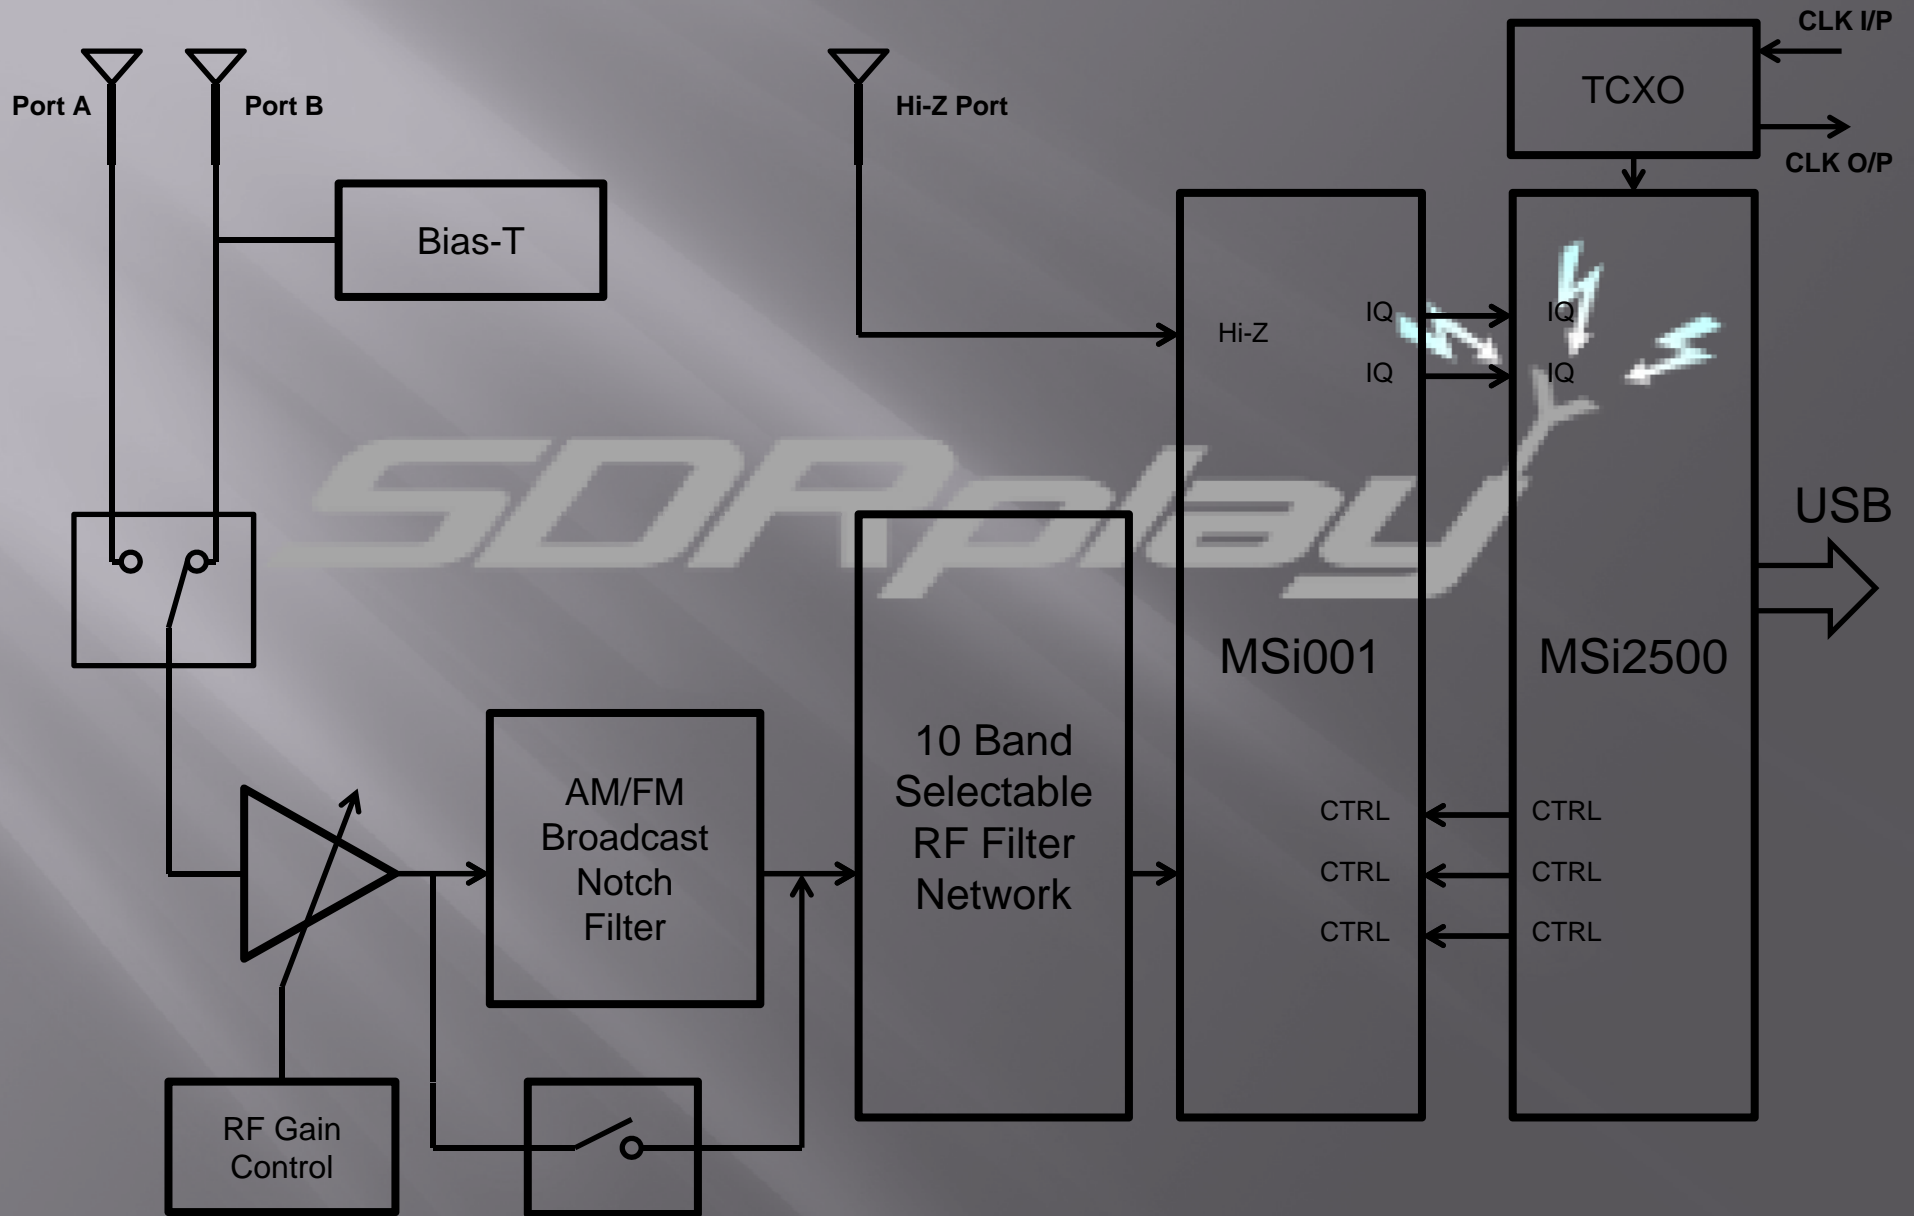 CLK I/P
TCXO
Port A
Port B
Hi-Z Port
CLK O/P
Bias-T
IQ
IQ
Hi-Z
IQ
IQ
SDRplay
USB
MSi001
MSi2500
10 Band
Selectable
RF Filter
Network
AM/FM
Broadcast
Notch
Filter
CTRL
CTRL
CTRL
CTRL
CTRL
CTRL
RF Gain
Control